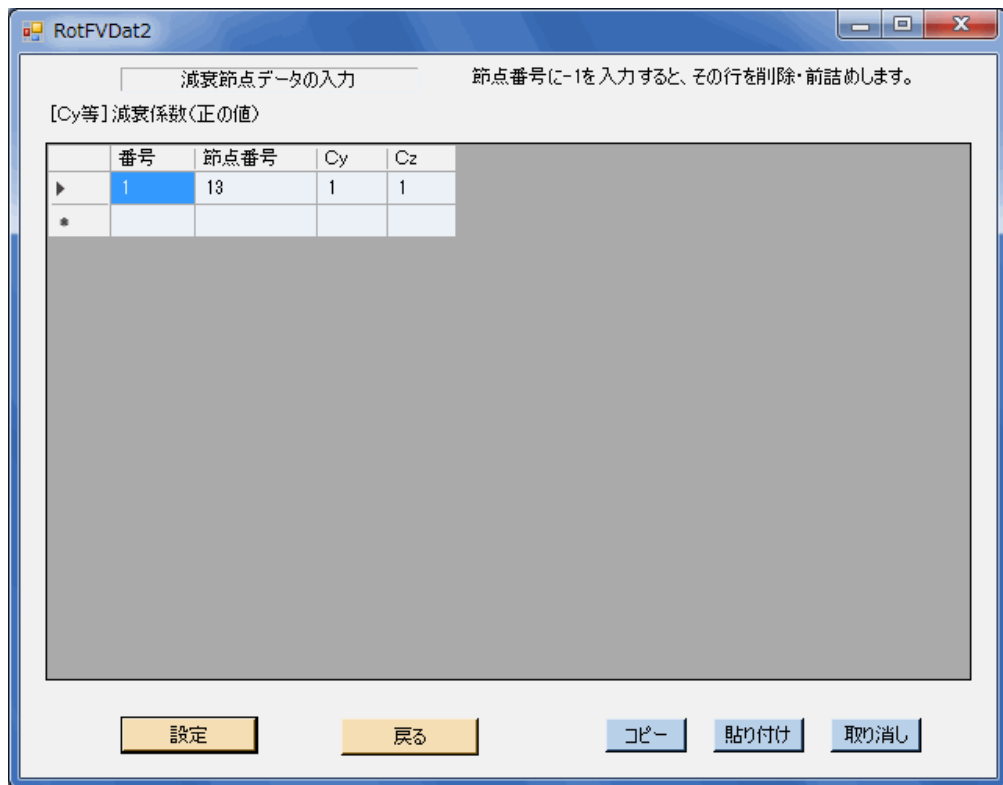 RotFVDat2
減衰節点データの入力 節点番号に-1を入力すると、その行を削除・前詰めします。
[Cy等]減衰係数(正の値)
番号 節点番号 Cy Cz
1 13 1 1
設定 戻る コピー 貼り付け 取り消し